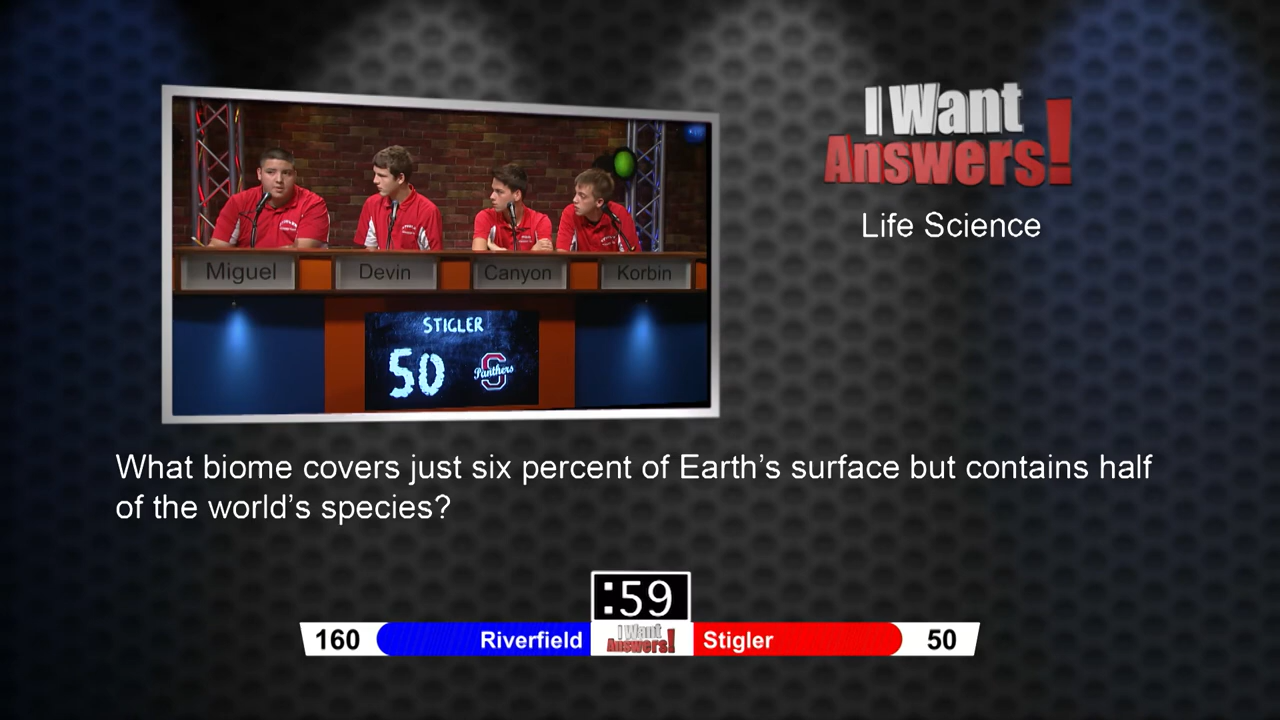 I Want
Answers!
Life Science
Miguel
Devin
Canyon
Korbin
STIGLER
50
Panthers
What biome covers just six percent of Earth's surface but contains half
of the world's species?
:59
160
Riverfield
I Want
Answers!
Stigler
50